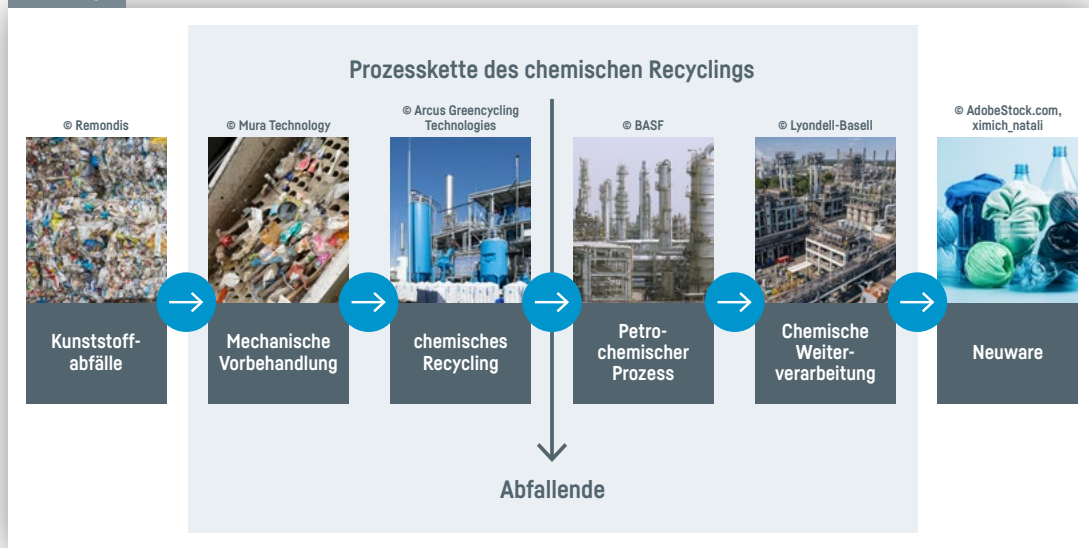 Prozesskette des chemischen Recyclings
© Remondis
© Mura Technology
© Arcus Greencycling
Technologies
© BASF
© Lyondell-Basell
© AdobeStock.com,
ximich_natali
Kunststoff-
abfälle
Mechanische
Vorbehandlung
chemisches
Recycling
Petro-
chemischer
Prozess
Chemische
Weiter-
verarbeitung
Neuware
Abfallende